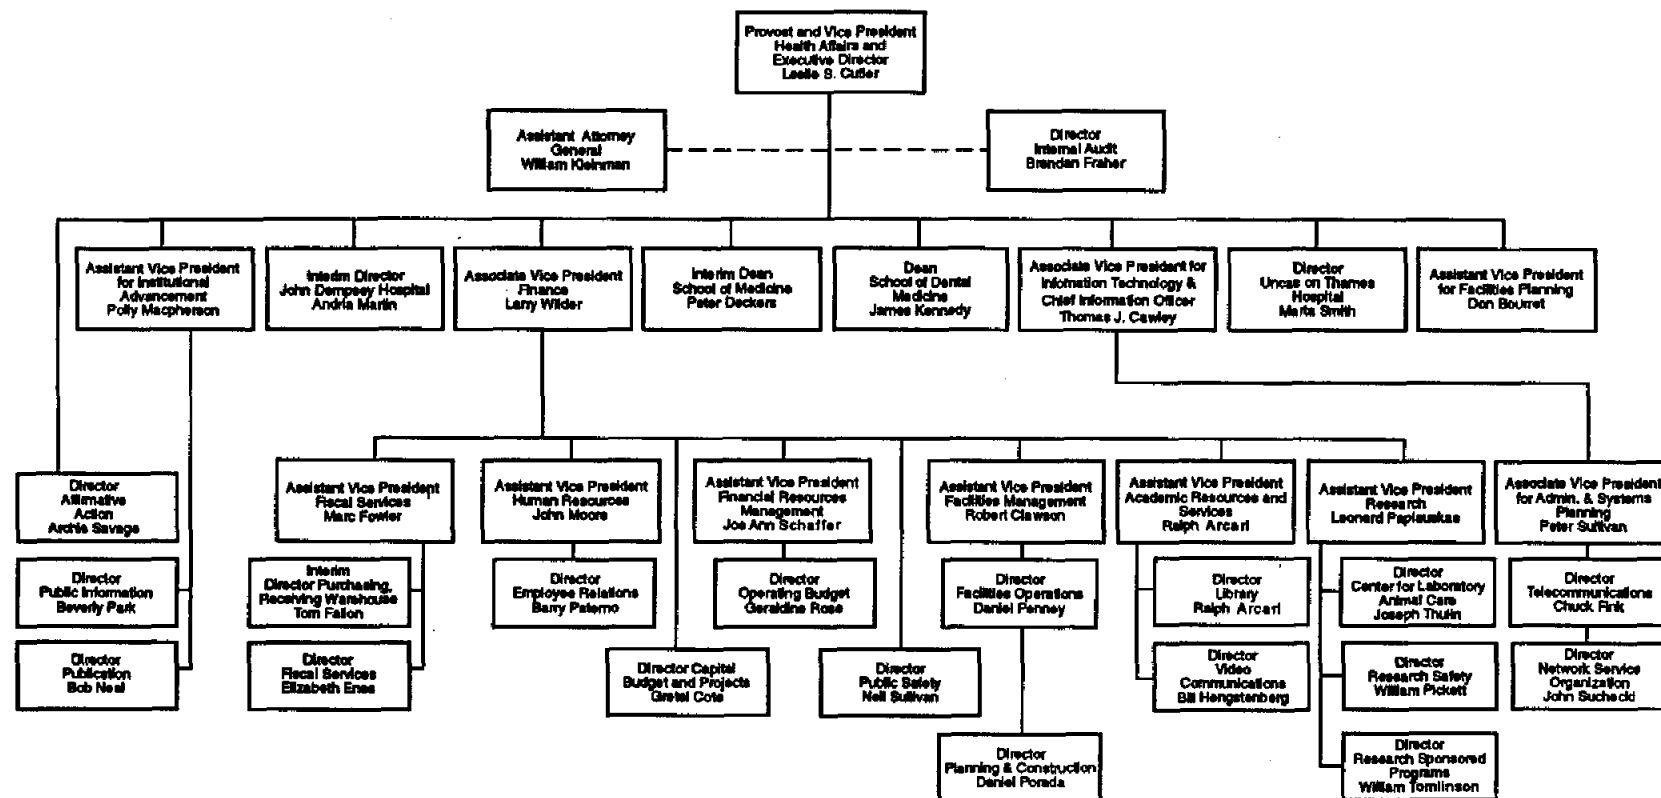 Provost and Vice President
Health Affairs and
Executive Director
Leslie S. Cutler
Assistant Attorney
General
William Kleinman
Director
Internal Audit
Brendan Fraher
Assistant Vice President
for Institutional
Advancement
Polly Macpherson
Interim Director
John Dempsey Hospital
Andria Martin
Associate Vice President
Finance
Larry Wilder
Interim Dean
School of Medicine
Peter Deckers
Dean
School of Dental
Medicine
James Kennedy
Associate Vice President for
Information Technology &
Chief Information Officer
Thomas J. Cawley
Director
Uncas on Thames
Hospital
Marta Smith
Assistant Vice President
for Facilities Planning
Don Bourret
Director
Affirmative
Action
Archie Savage
Assistant Vice President
Fiscal Services
Marc Fowler
Assistant Vice President
Human Resources
John Moore
Assistant Vice President
Financial Resources
Management
Joe Ann Schaffer
Assistant Vice President
Facilities Management
Robert Clawson
Assistant Vice President
Academic Resources and
Services
Ralph Arcari
Assistant Vice President
Research
Leonard Paplauskas
Associate Vice President
for Admin. & Systems
Planning
Peter Sullivan
Director
Public Information
Beverly Park
Interim
Director Purchasing,
Receiving Warehouse
Tom Fallon
Director
Employee Relations
Barry Paterno
Director
Operating Budget
Geraldine Rose
Director
Facilities Operations
Daniel Penney
Director
Library
Ralph Arcari
Director
Center for Laboratory
Animal Care
Joseph Thulin
Director
Telecommunications
Chuck Fink
Director
Publication
Bob Neal
Director
Fiscal Services
Elizabeth Enea
Director Capital
Budget and Projects
Gretel Cote
Director
Public Safety
Neil Sullivan
Director
Video
Communications
Bill Hengstenberg
Director
Research Safety
William Pickett
Director
Network Service
Organization
John Suchecki
Director
Planning & Construction
Daniel Porada
Director
Research Sponsored
Programs
William Tomlinson